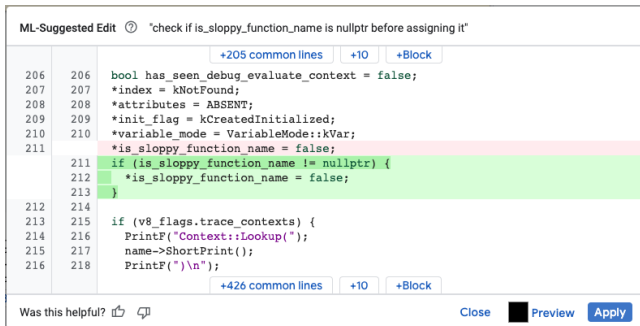 ML-Suggested Edit "check if is_sloppy_function_name is nullptr before assigning it"
+205 common lines +10 +Block
206 206 bool has_seen_debug_evaluate_context = false;
207 207 *index = kNotFound;
208 208 *attributes = ABSENT;
209 209 *init_flag = kCreatedInitialized;
210 210 *variable_mode = VariableMode::kVar;
211 *is_sloppy_function_name = false;
211 if (is_sloppy_function_name != nullptr) {
212 *is_sloppy_function_name = false;
213 }
212 214
213 215 if (v8_flags.trace_contexts) {
214 216 PrintF("Context::Lookup(");
215 217 name->ShortPrint();
216 218 PrintF(")\n");
+426 common lines +10 +Block
Was this helpful? Close Preview Apply